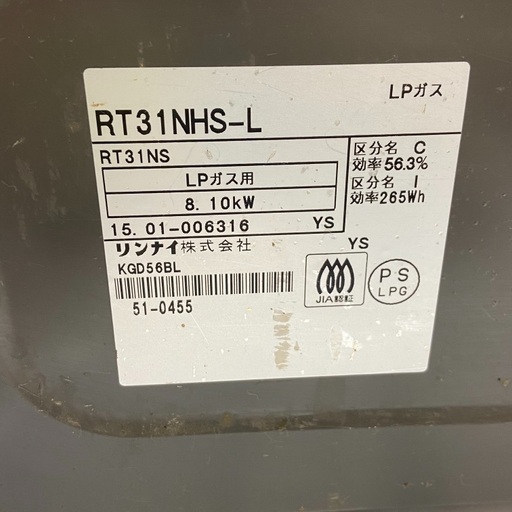 LPガス
RT31NHS-L
RT31NS
LPガス用
8.10kW
15.01-006316 YS
区分名 C
効率56.3%
区分名 I
効率265Wh
リンナイ株式会社
YS
KGD56BL
51-0455
JIA認証
PS
LPG